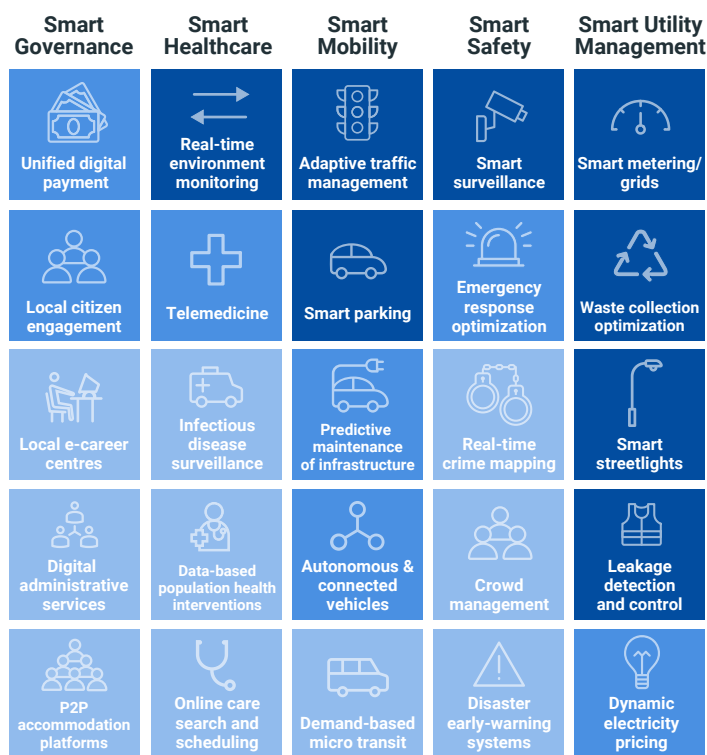 Smart
Governance
Smart
Healthcare
Smart
Mobility
Smart
Safety
Smart Utility
Management
Unified digital
payment
Real-time
environment
monitoring
Adaptive traffic
management
Smart
surveillance
Smart metering/
grids
Local citizen
engagement
Telemedicine
Smart parking
Emergency
response
optimization
Waste collection
optimization
Local e-career
centres
Infectious
disease
surveillance
Predictive
maintenance
of infrastructure
Real-time
crime mapping
Smart
streetlights
Digital
administrative
services
Data-based
population health
interventions
Autonomous &
connected
vehicles
Crowd
management
Leakage
detection
and control
P2P
accommodation
platforms
Online care
search and
scheduling
Demand-based
micro transit
Disaster
early-warning
systems
Dynamic
electricity
pricing